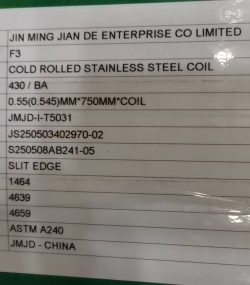 JIN MING JIAN DE ENTERPRISE CO LIMITED
F3
COLD ROLLED STAINLESS STEEL COIL
430 / BA
0.55(0.545)MM*750MM*COIL
JMJD-I-T5031
JS250503402970-02
S250508AB241-05
SLIT EDGE
1464
4639
4659
ASTM A240
JMJD - CHINA